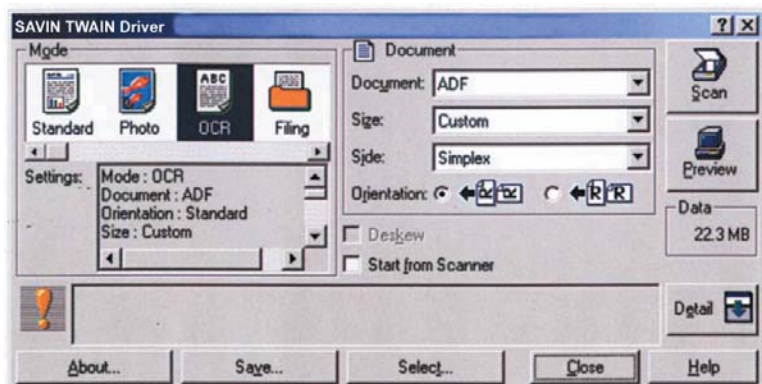 SAVIN TWAIN Driver
Mode
ABC
Standard Photo OCR Filing
Settings:
Mode : OCR
Document : ADF
Orientation : Standard
Size : Custom
Document
Document: ADF
Size: Custom
Side: Simplex
Orientation: R R R R
Deskew
Start from Scanner
Scan
Preview
Data
22.3 MB
Detail
About... Save... Select... Close Help